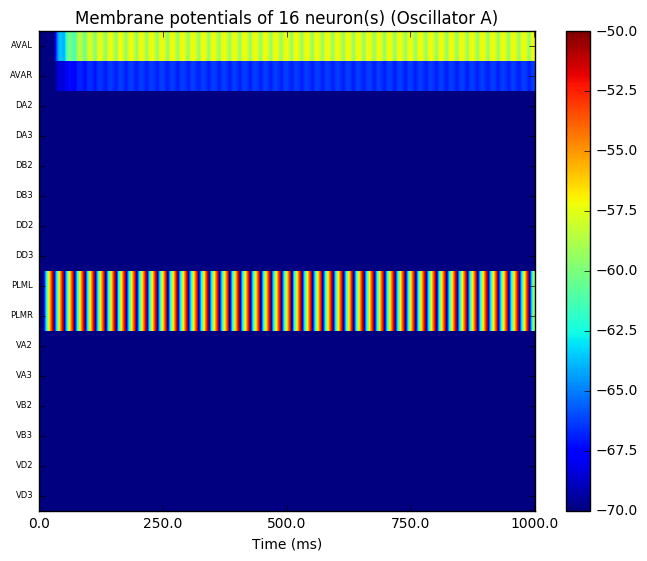 Membrane potentials of 16 neuron(s) (Oscillator A)
AVAL
AVAR
DA2
DA3
DB2
DB3
DD2
DD3
PLML
PLMR
VA2
VA3
VB2
VB3
VD2
VD3
0.0 250.0 500.0 750.0 1000.0
Time (ms)
−50.0
−52.5
−55.0
−57.5
−60.0
−62.5
−65.0
−67.5
−70.0